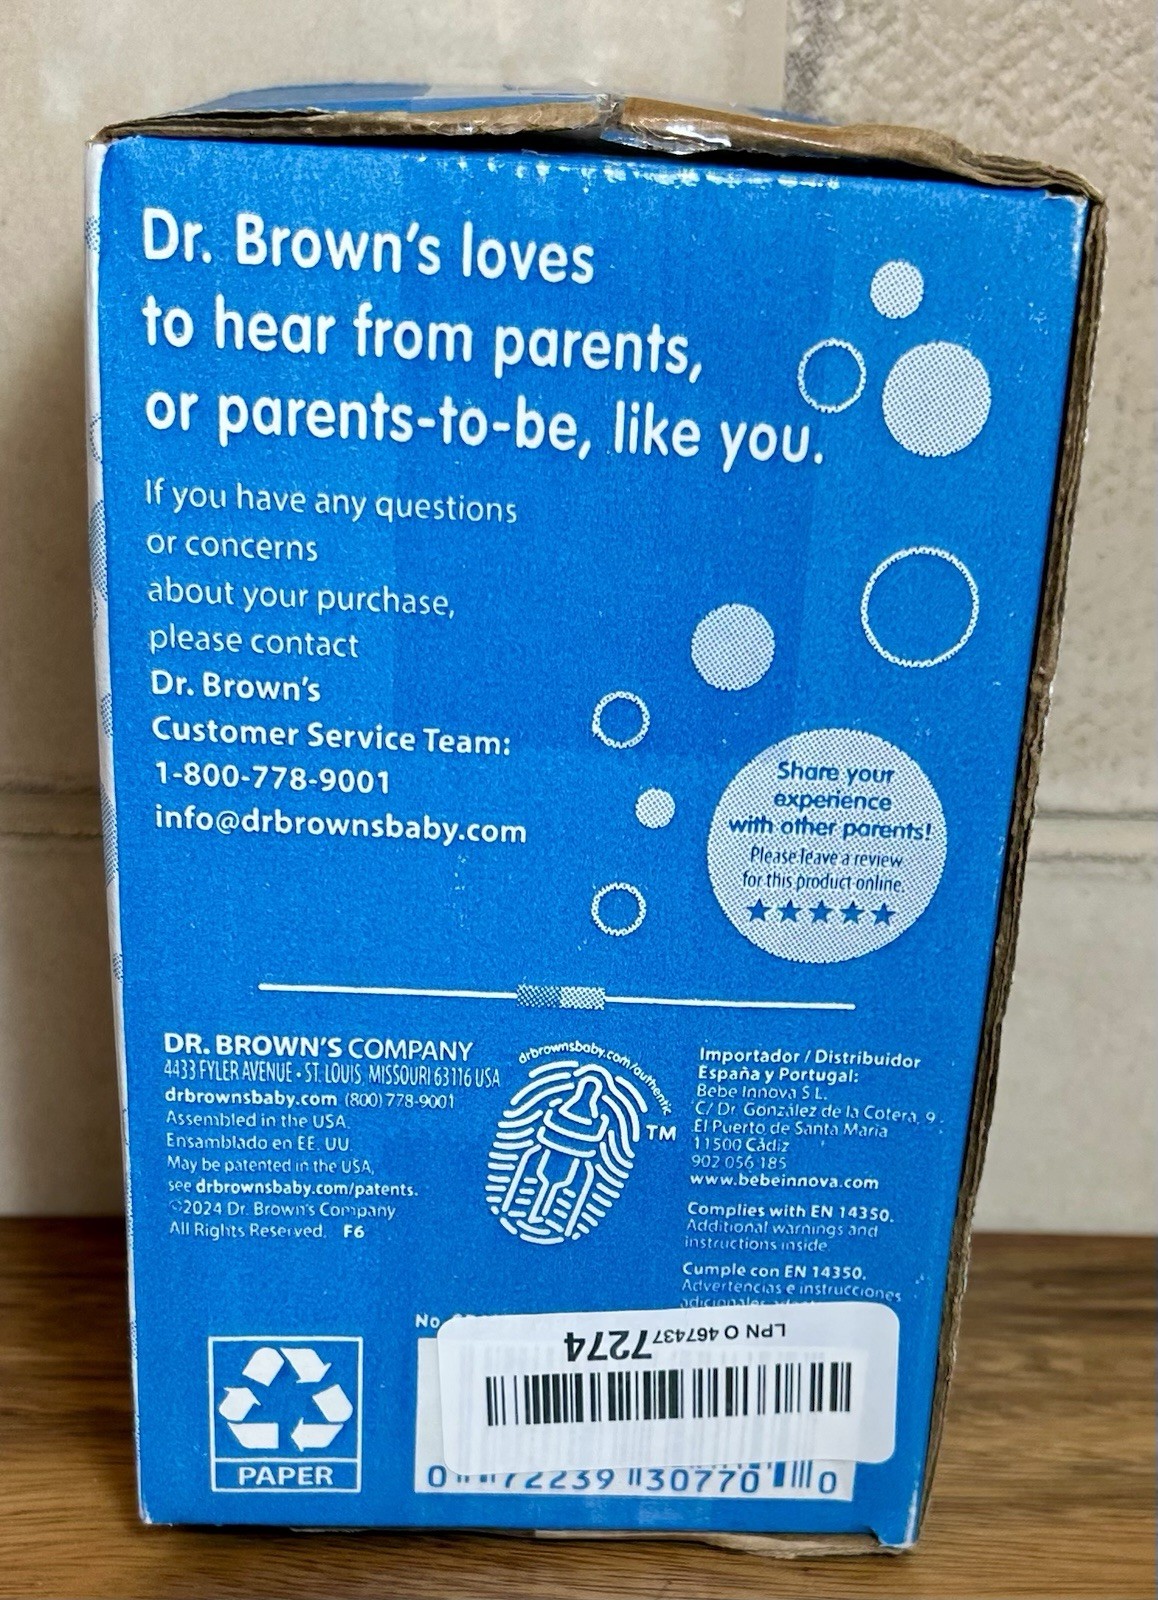 Dr. Brown's loves
to hear from parents,
or parents-to-be, like you.
If you have any questions
or concerns
about your purchase,
please contact
Dr. Brown's
Customer Service Team:
1-800-778-9001
info@drbrownsbaby.com
Share your
experience
with other parents!
Please leave a review
for this product online.
DR. BROWN'S COMPANY
4433 FYLER AVENUE • ST. LOUIS, MISSOURI 63116 USA
drbrownsbaby.com (800) 778-9001
Assembled in the USA.
Ensamblado en EE. UU.
May be patented in the USA,
see drbrownsbaby.com/patents.
©2024 Dr. Brown's Company
All Rights Reserved. F6
drbrownsbaby.com/authentic
TM
Importador / Distribuidor
España y Portugal:
Bebe Innova S L.
C/ Dr. González de la Cotera, 9.
El Puerto de Santa Maria
11500 Cádiz
902 056 185
www.bebeinnova.com
Complies with EN 14350.
Additional warnings and
instructions inside.
Cumple con EN 14350.
Advertencias e instrucciones
adicionales
No.
LPN O 4674377274
PAPER
0 72239 30770 0